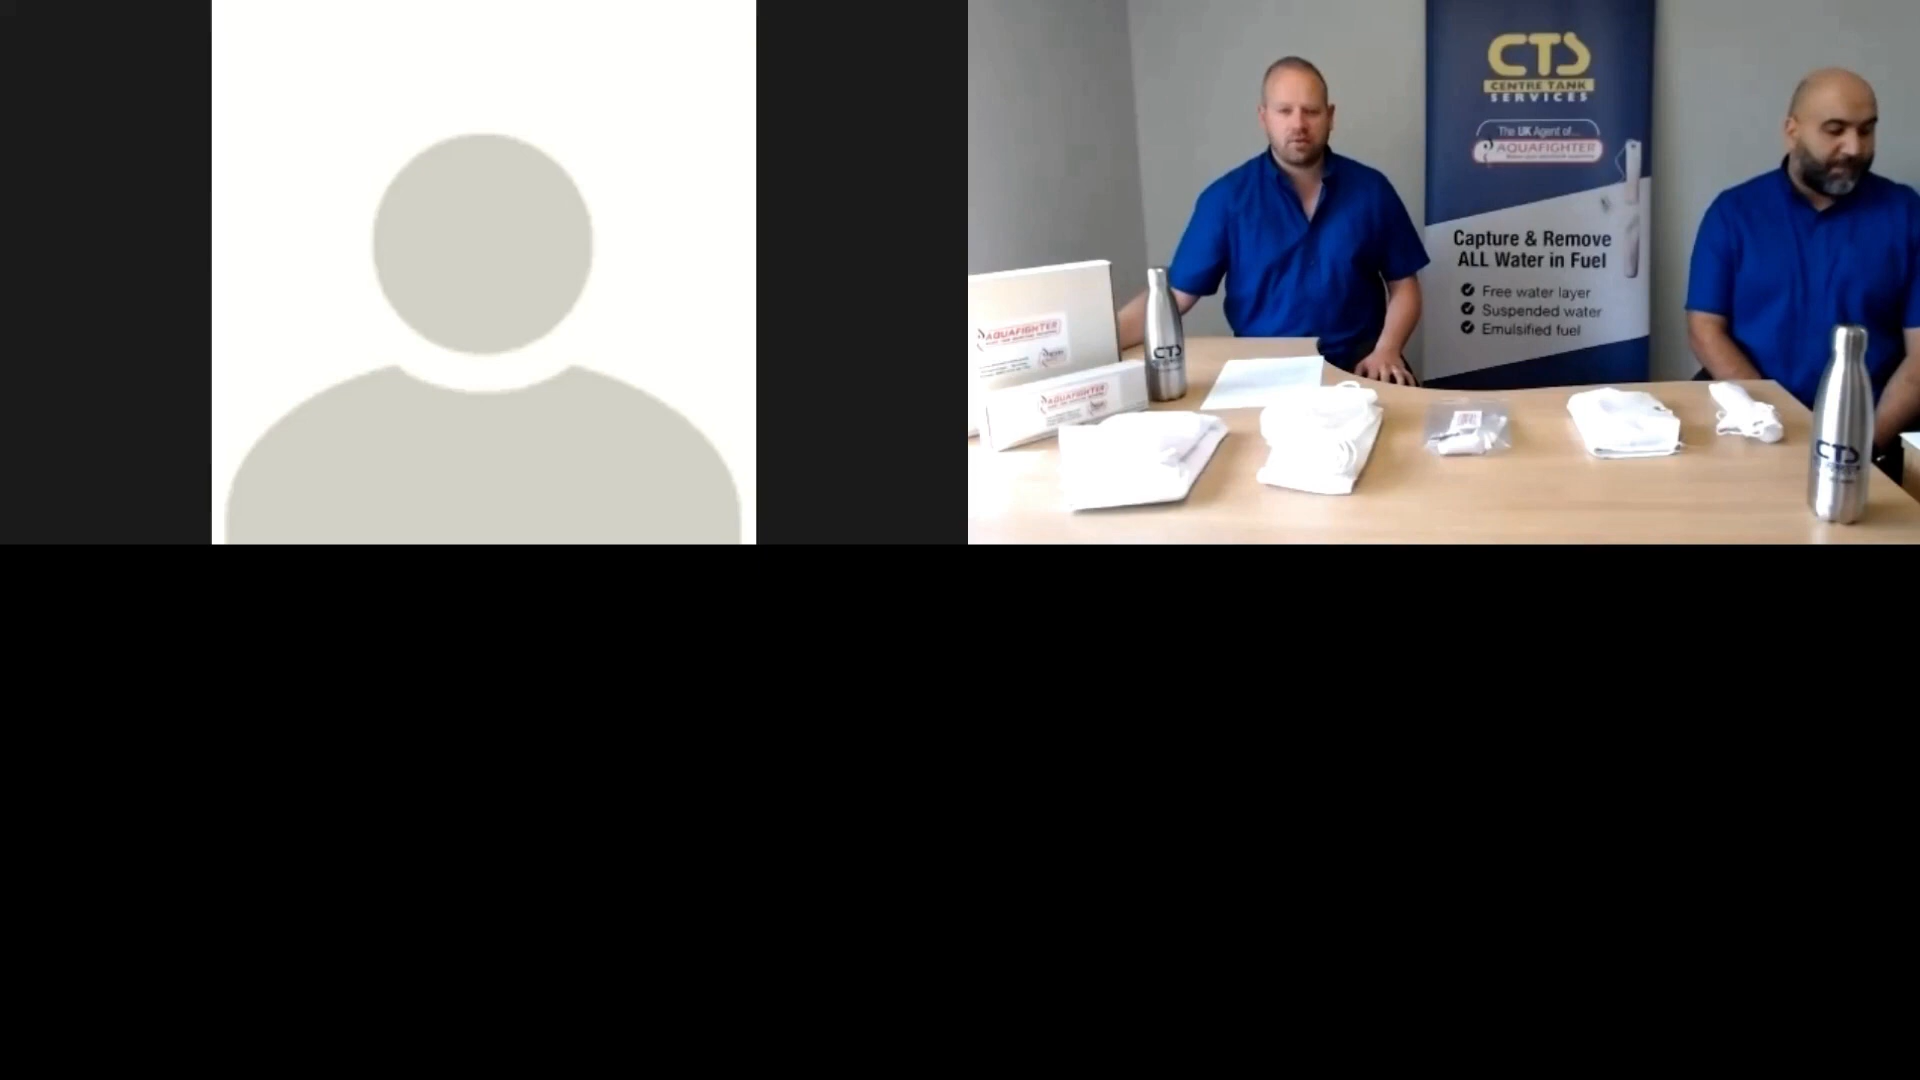 CTS
CENTRE TANK
SERVICES
The UK Agent of...
AQUAFIGHTER
Capture & Remove
ALL Water in Fuel
Free water layer
Suspended water
Emulsified fuel
AQUAFIGHTER
AQUAFIGHTER
CTS
CTS